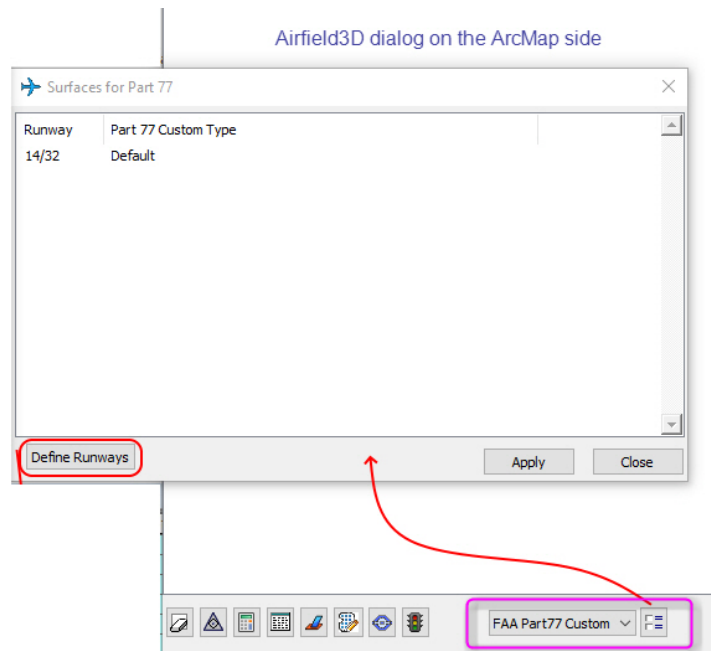 Airfield3D dialog on the ArcMap side
Surfaces for Part 77
Runway Part 77 Custom Type
14/32 Default
Define Runways Apply Close
FAA Part77 Custom